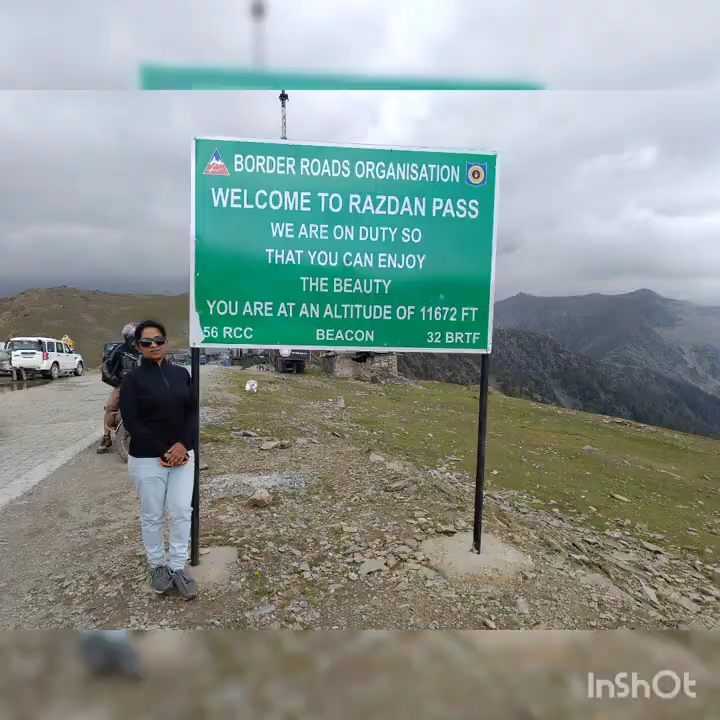 BORDER ROADS ORGANISATION
WELCOME TO RAZDAN PASS
WE ARE ON DUTY SO
THAT YOU CAN ENJOY
THE BEAUTY
YOU ARE AT AN ALTITUDE OF 11672 FT
56 RCC BEACON 32 BRTF
InShOt